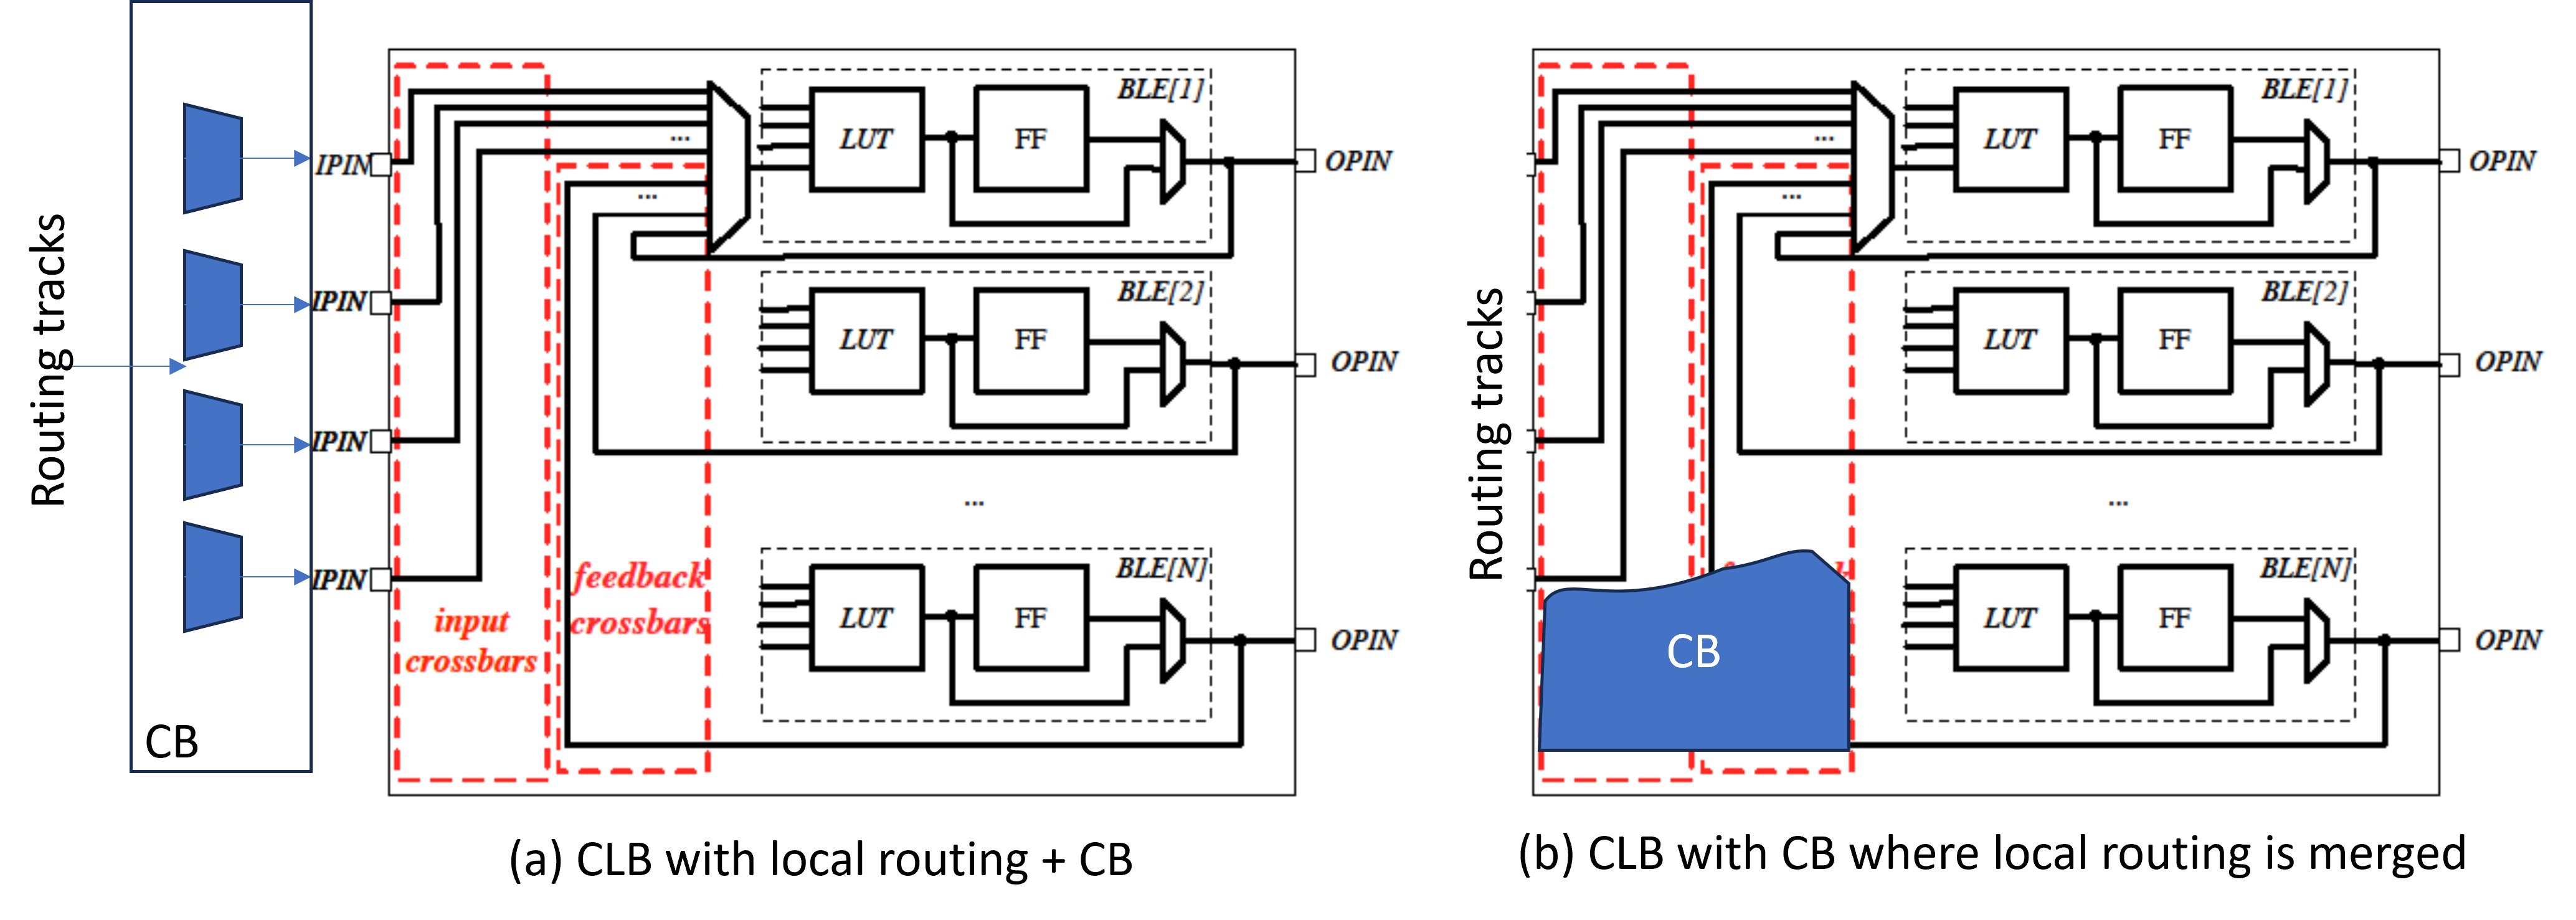 Routing tracks
CB
IPIN
IPIN
IPIN
IPIN
input
crossbars
feedback
crossbars
...
...
BLE[1]
LUT
FF
OPIN
BLE[2]
LUT
FF
OPIN
...
BLE[N]
LUT
FF
OPIN
(a) CLB with local routing + CB
Routing tracks
CB
...
...
BLE[1]
LUT
FF
OPIN
BLE[2]
LUT
FF
OPIN
...
BLE[N]
LUT
FF
OPIN
(b) CLB with CB where local routing is merged